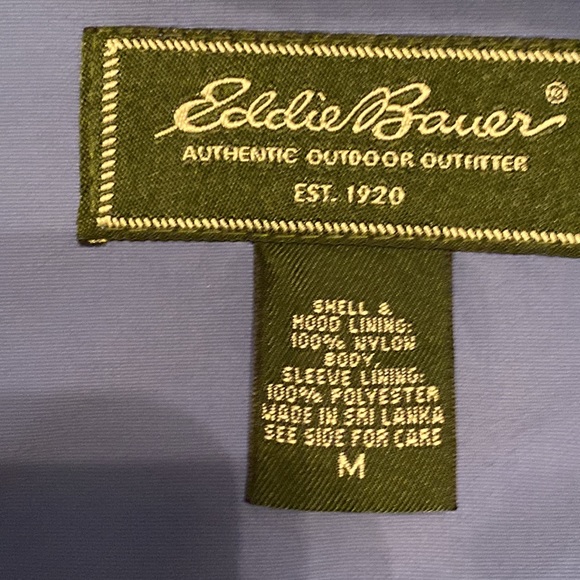 Eddie Bauer®
AUTHENTIC OUTDOOR OUTFITTER
EST. 1920
SHELL &
HOOD LINING:
100% NYLON
BODY,
SLEEVE LINING:
100% POLYESTER
MADE IN SRI LANKA
SEE SIDE FOR CARE
M